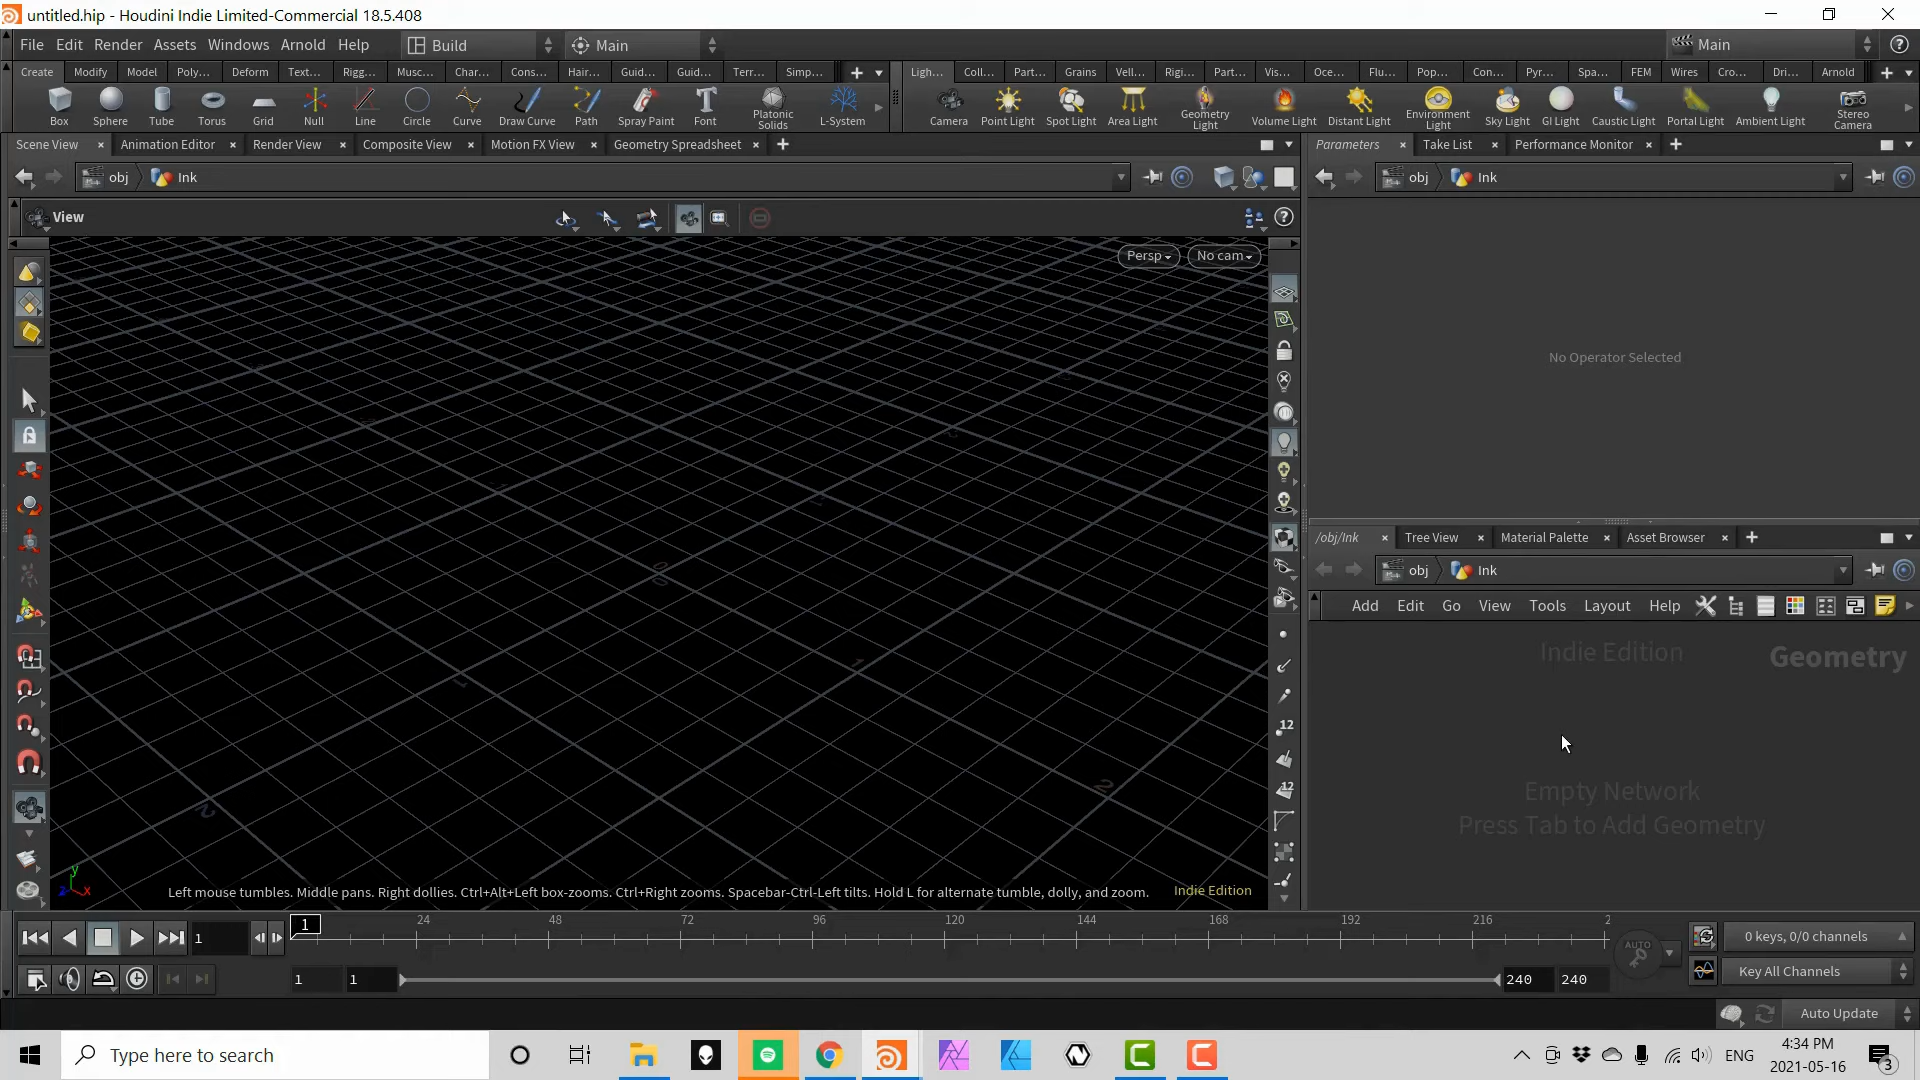 untitled.hip - Houdini Indie Limited-Commercial 18.5.408
File Edit Render Assets Windows Arnold Help Build Main Main
Create Modify Model Poly... Deform Text... Rigg... Musc... Char... Cons... Hair... Guid... Guid... Terr... Simp...
Ligh... Coll... Part... Grains Vell... Rigi... Part... Vis... Oce... Flu... Pop... Con... Pyr... Spa... FEM Wires Cro... Dri... Arnold
Box Sphere Tube Torus Grid Null Line Circle Curve Draw Curve Path Spray Paint Font Platonic Solids L-System
Camera Point Light Spot Light Area Light Geometry Light Volume Light Distant Light Environment Light Sky Light GI Light Caustic Light Portal Light Ambient Light Stereo Camera
Scene View Animation Editor Render View Composite View Motion FX View Geometry Spreadsheet
Parameters Take List Performance Monitor
obj Ink
obj Ink
View
Persp No cam
No Operator Selected
/obj/Ink Tree View Material Palette Asset Browser
obj Ink
Add Edit Go View Tools Layout Help
Indie Edition
Geometry
Empty Network
Press Tab to Add Geometry
12
12
y
z x
Left mouse tumbles. Middle pans. Right dollies. Ctrl+Alt+Left box-zooms. Ctrl+Right zooms. Spacebar-Ctrl-Left tilts. Hold L for alternate tumble, dolly, and zoom.
Indie Edition
1 1 24 48 72 96 120 144 168 192 216 2
AUTO
0 keys, 0/0 channels
1 1 240 240
Key All Channels
Auto Update
Type here to search
ENG
4:34 PM
2021-05-16
3